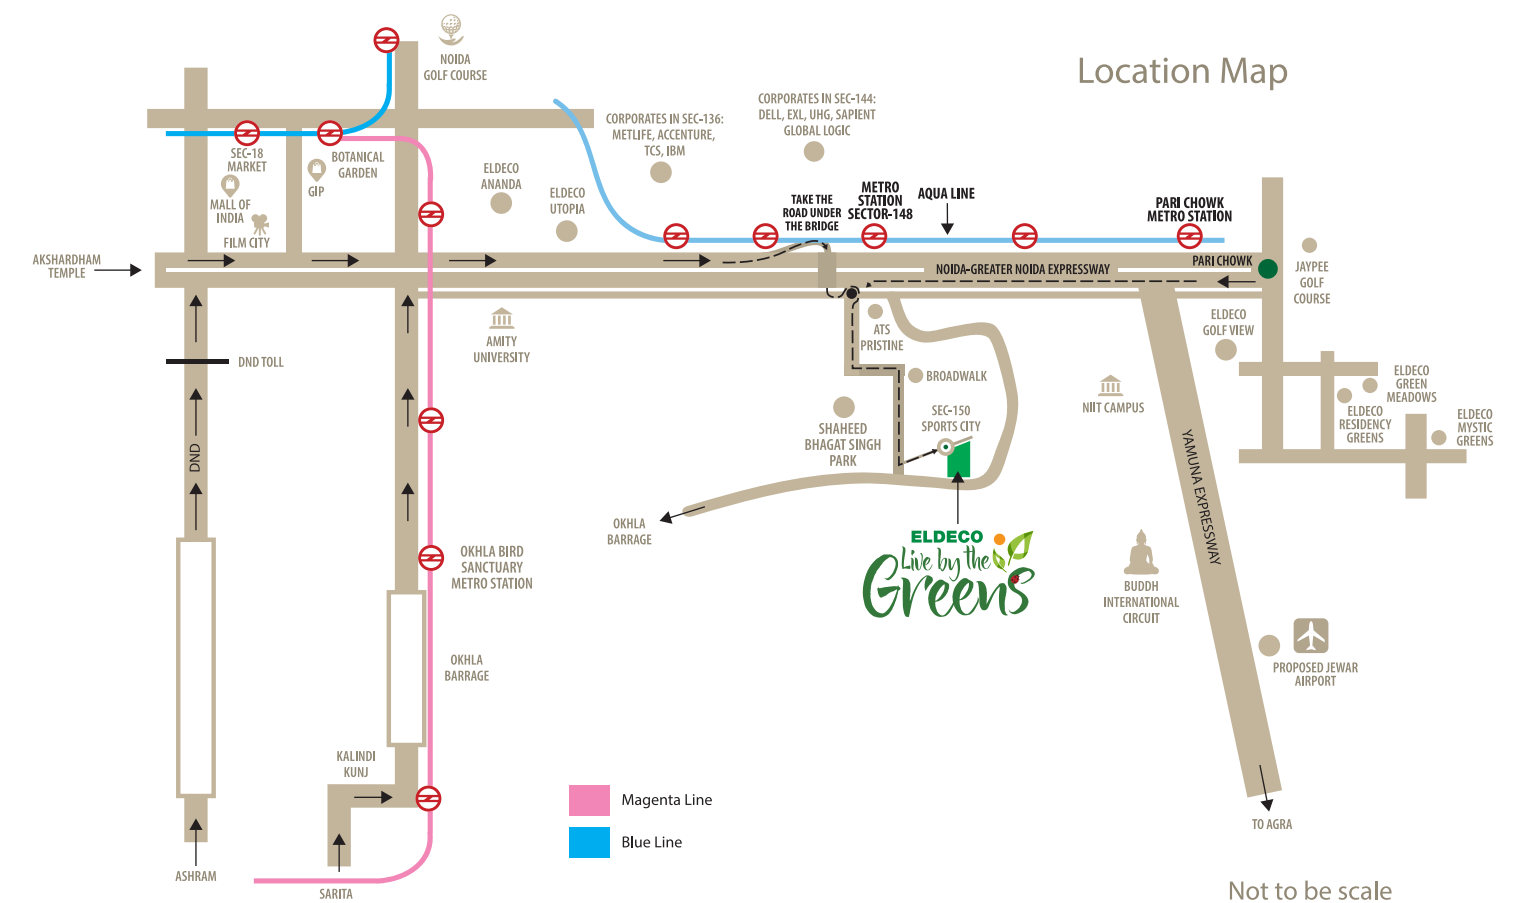 Location Map
NOIDA
GOLF COURSE
SEC-18
MARKET
BOTANICAL
GARDEN
GIP
MALL OF
INDIA
FILM CITY
ELDECO
ANANDA
ELDECO
UTOPIA
CORPORATES IN SEC-136:
METLIFE, ACCENTURE,
TCS, IBM
CORPORATES IN SEC-144:
DELL, EXL, UHG, SAPIENT
GLOBAL LOGIC
TAKE THE
ROAD UNDER
THE BRIDGE
METRO
STATION
SECTOR-148
AQUA LINE
PARI CHOWK
METRO STATION
AKSHARDHAM
TEMPLE
NOIDA-GREATER NOIDA EXPRESSWAY
PARI CHOWK
JAYPEE
GOLF
COURSE
DND TOLL
DND
AMITY
UNIVERSITY
ATS
PRISTINE
BROADWALK
SEC-150
SPORTS CITY
SHAHEED
BHAGAT SINGH
PARK
NIIT CAMPUS
ELDECO
GOLF VIEW
ELDECO
GREEN
MEADOWS
ELDECO
RESIDENCY
GREENS
ELDECO
MYSTIC
GREENS
YAMUNA EXPRESSWAY
OKHLA
BARRAGE
ELDECO
Live by the
Greens
OKHLA BIRD
SANCTUARY
METRO STATION
BUDDH
INTERNATIONAL
CIRCUIT
OKHLA
BARRAGE
PROPOSED JEWAR
AIRPORT
KALINDI
KUNJ
Magenta Line
Blue Line
TO AGRA
ASHRAM
SARITA
Not to be scale